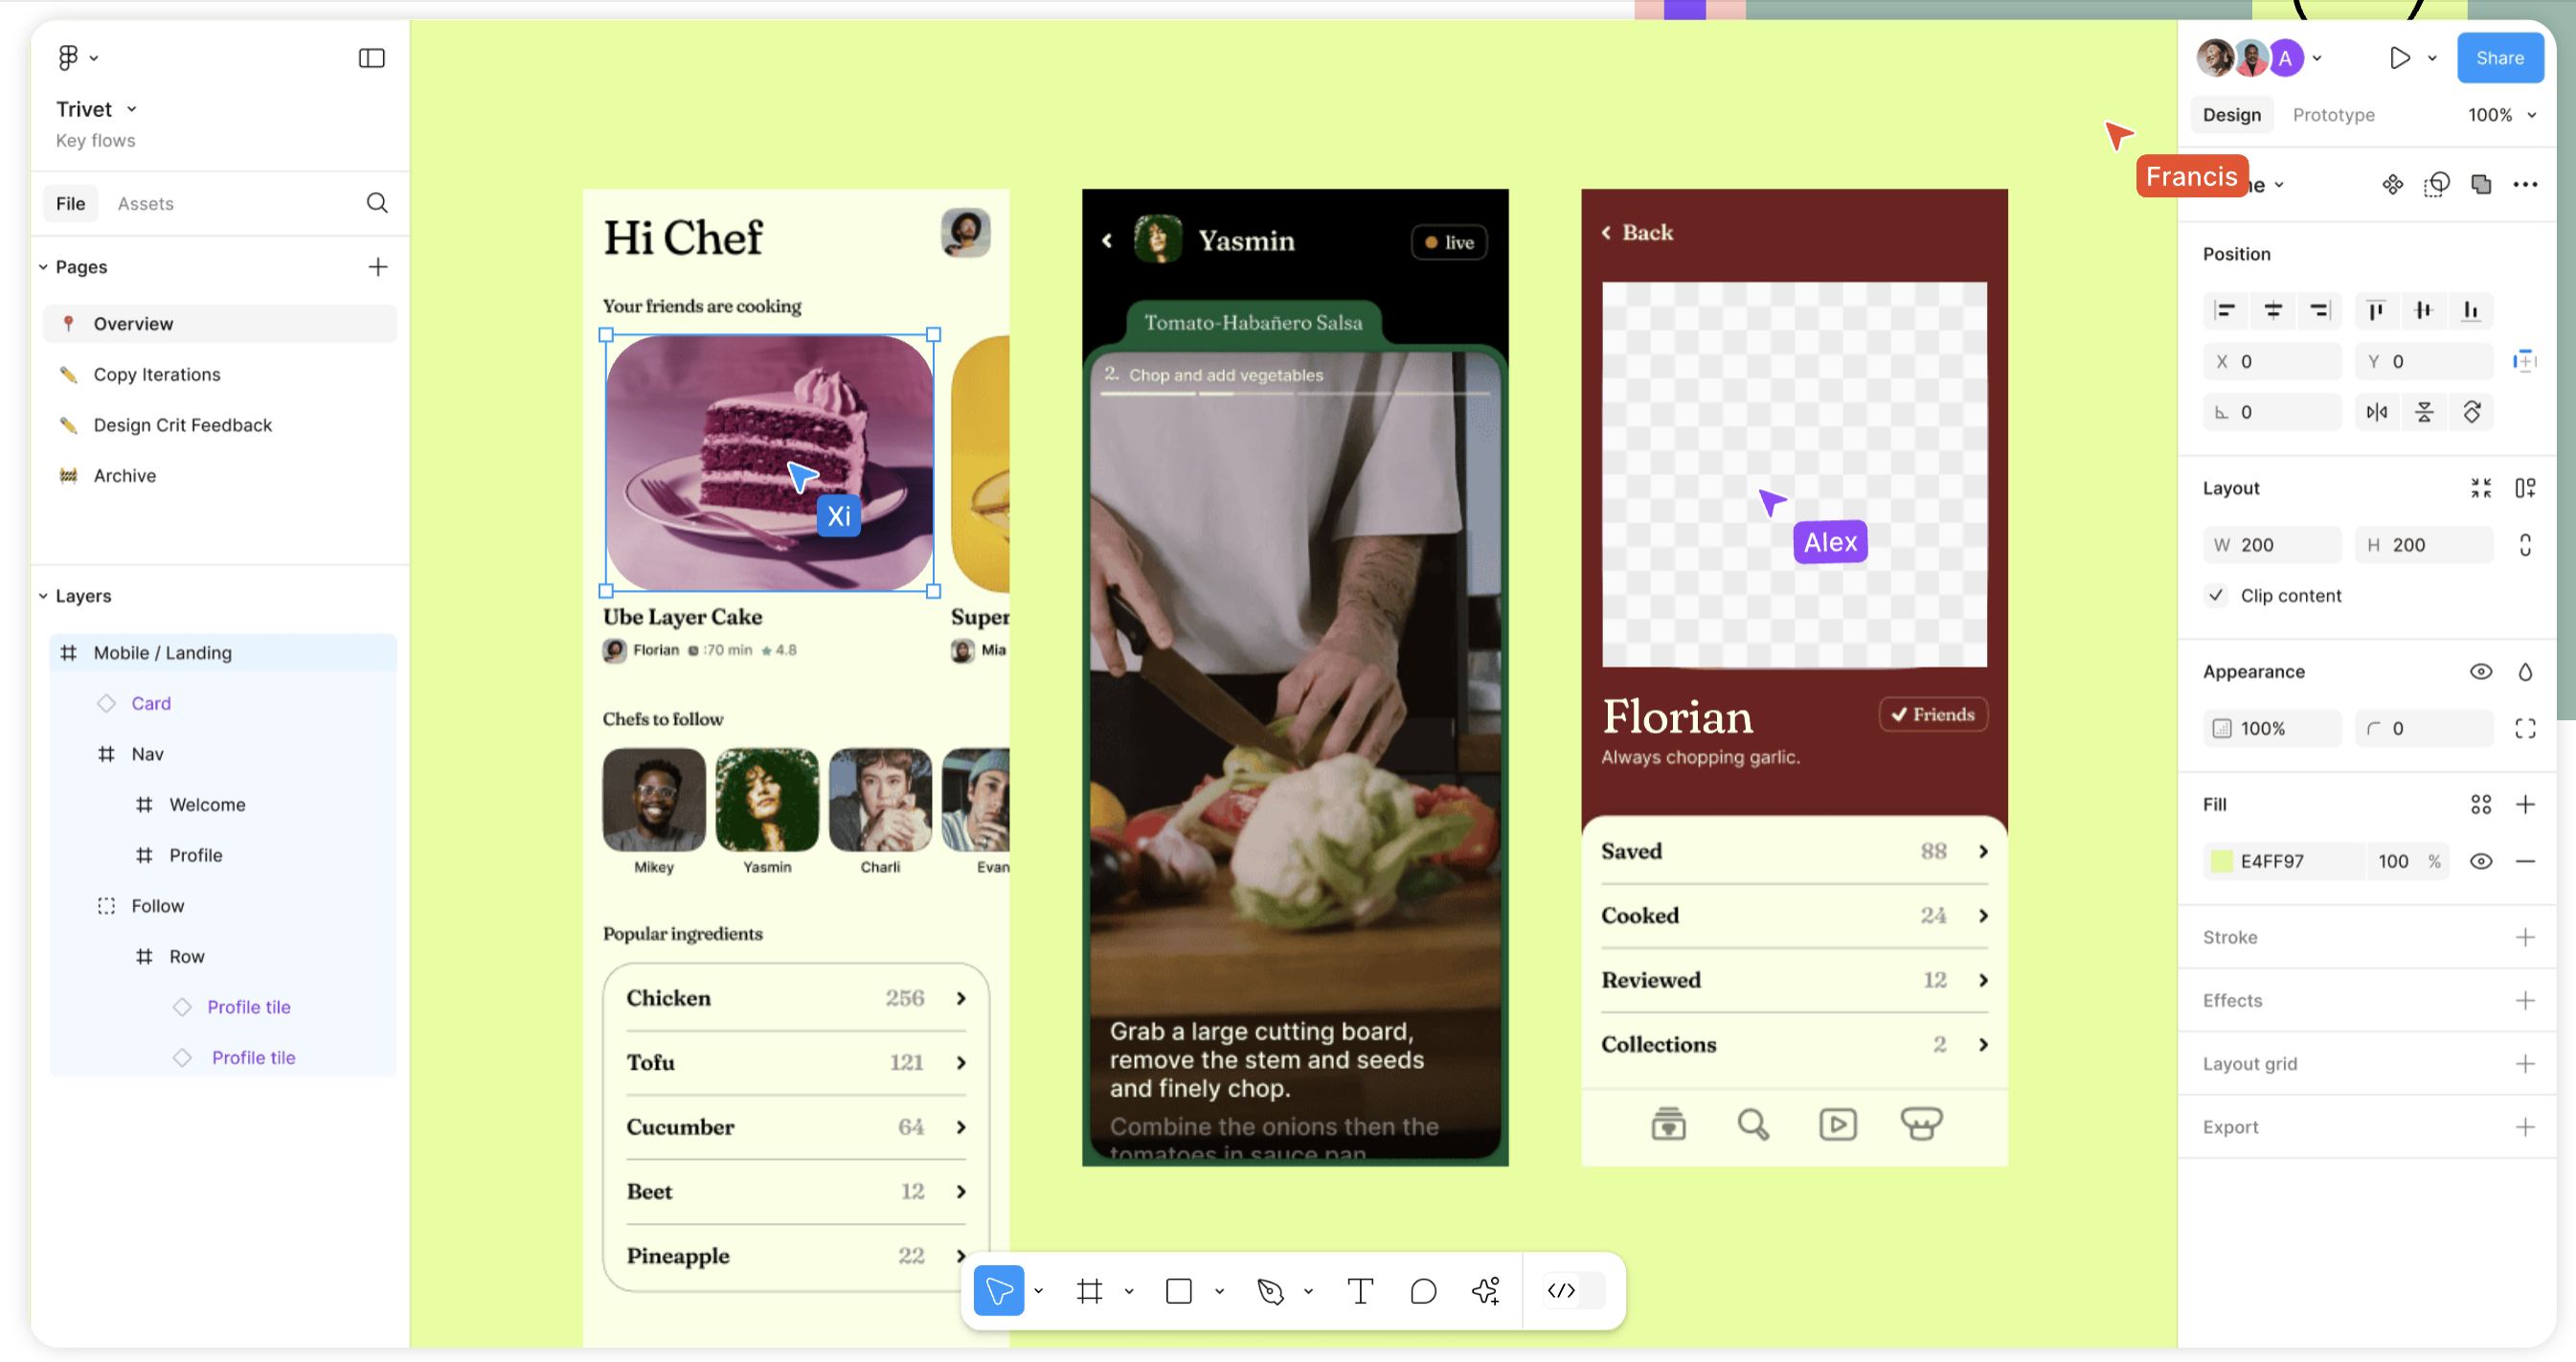 Trivet
Key flows
File
Assets
Pages
Overview
Copy Iterations
Design Crit Feedback
Archive
Layers
Mobile / Landing
Card
Nav
Welcome
Profile
Follow
Row
Profile tile
Profile tile
Hi Chef
Your friends are cooking
Xi
Ube Layer Cake
Super
Florian :70 min 4.8
Mia
Chefs to follow
Mikey
Yasmin
Charli
Evan
Popular ingredients
Chicken 256
Tofu 121
Cucumber 64
Beet 12
Pineapple 22
Yasmin
live
Tomato-Habañero Salsa
2. Chop and add vegetables
Grab a large cutting board,
remove the stem and seeds
and finely chop.
Combine the onions then the
tomatoes in sauce pan
Back
Alex
Florian
Friends
Always chopping garlic.
Saved 88
Cooked 24
Reviewed 12
Collections 2
Francis
A
Share
Design
Prototype
100%
Position
X 0
Y 0
0
Layout
W 200
H 200
Clip content
Appearance
100%
0
Fill
E4FF97 100 %
Stroke
Effects
Layout grid
Export